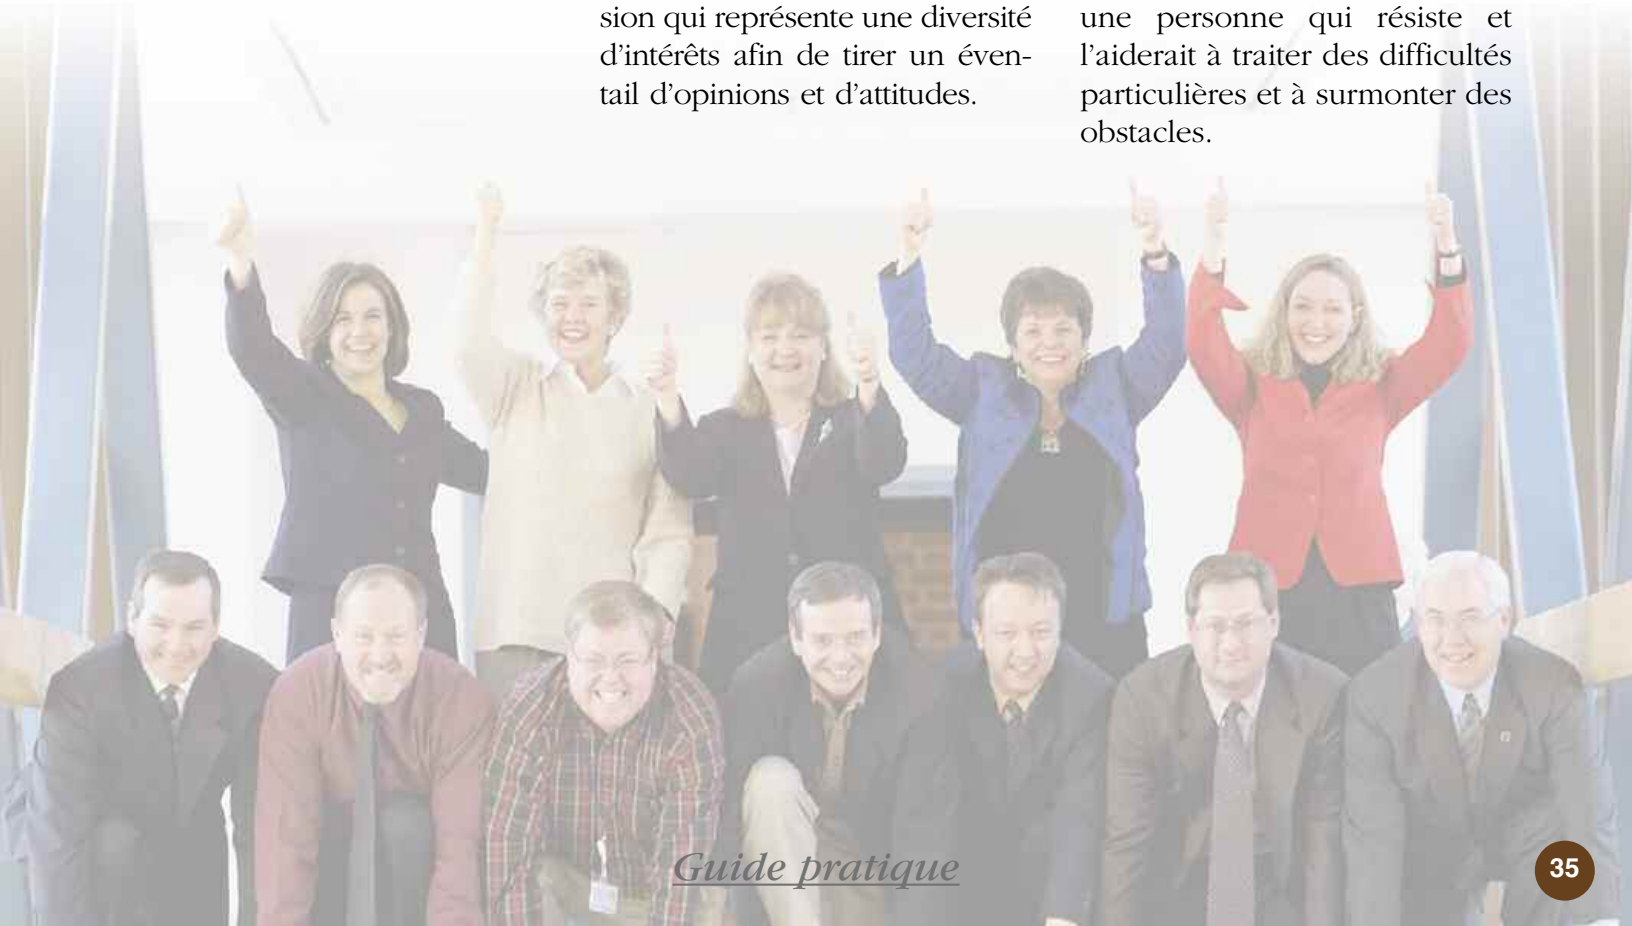 sion qui représente une diversité
d'intérêts afin de tirer un éven-
tail d'opinions et d'attitudes.
une personne qui résiste et
l'aiderait à traiter des difficultés
particulières et à surmonter des
obstacles.
Guide pratique
35